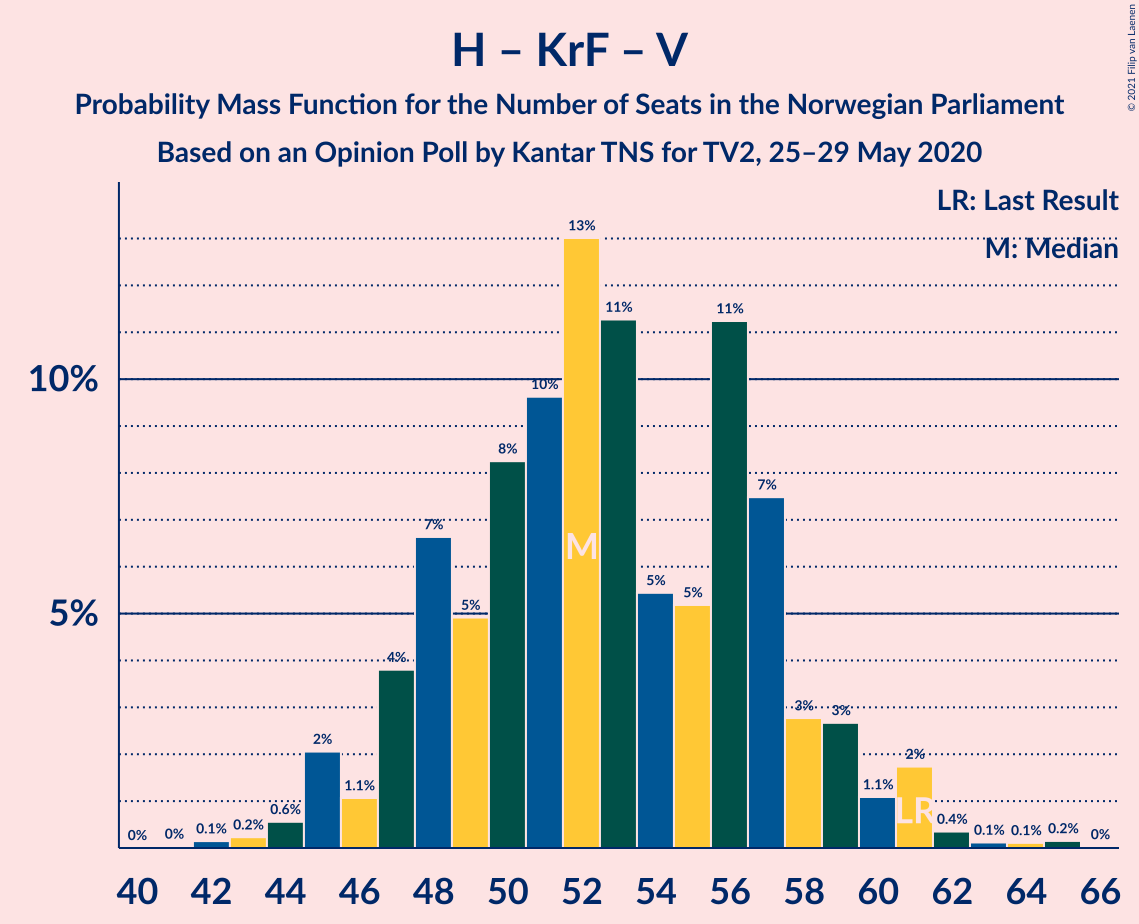 © 2021 Filip van Laenen
H – KrF – V
Probability Mass Function for the Number of Seats in the Norwegian Parliament
Based on an Opinion Poll by Kantar TNS for TV2, 25–29 May 2020
LR: Last Result
M: Median
10%
5%
0% 0% 0.1% 0.2% 0.6% 2% 1.1% 4% 7% 5% 8% 10% 13% 11% 5% 5% 11% 7% 3% 3% 1.1% 2% 0.4% 0.1% 0.1% 0.2% 0%
M
LR
40 42 44 46 48 50 52 54 56 58 60 62 64 66